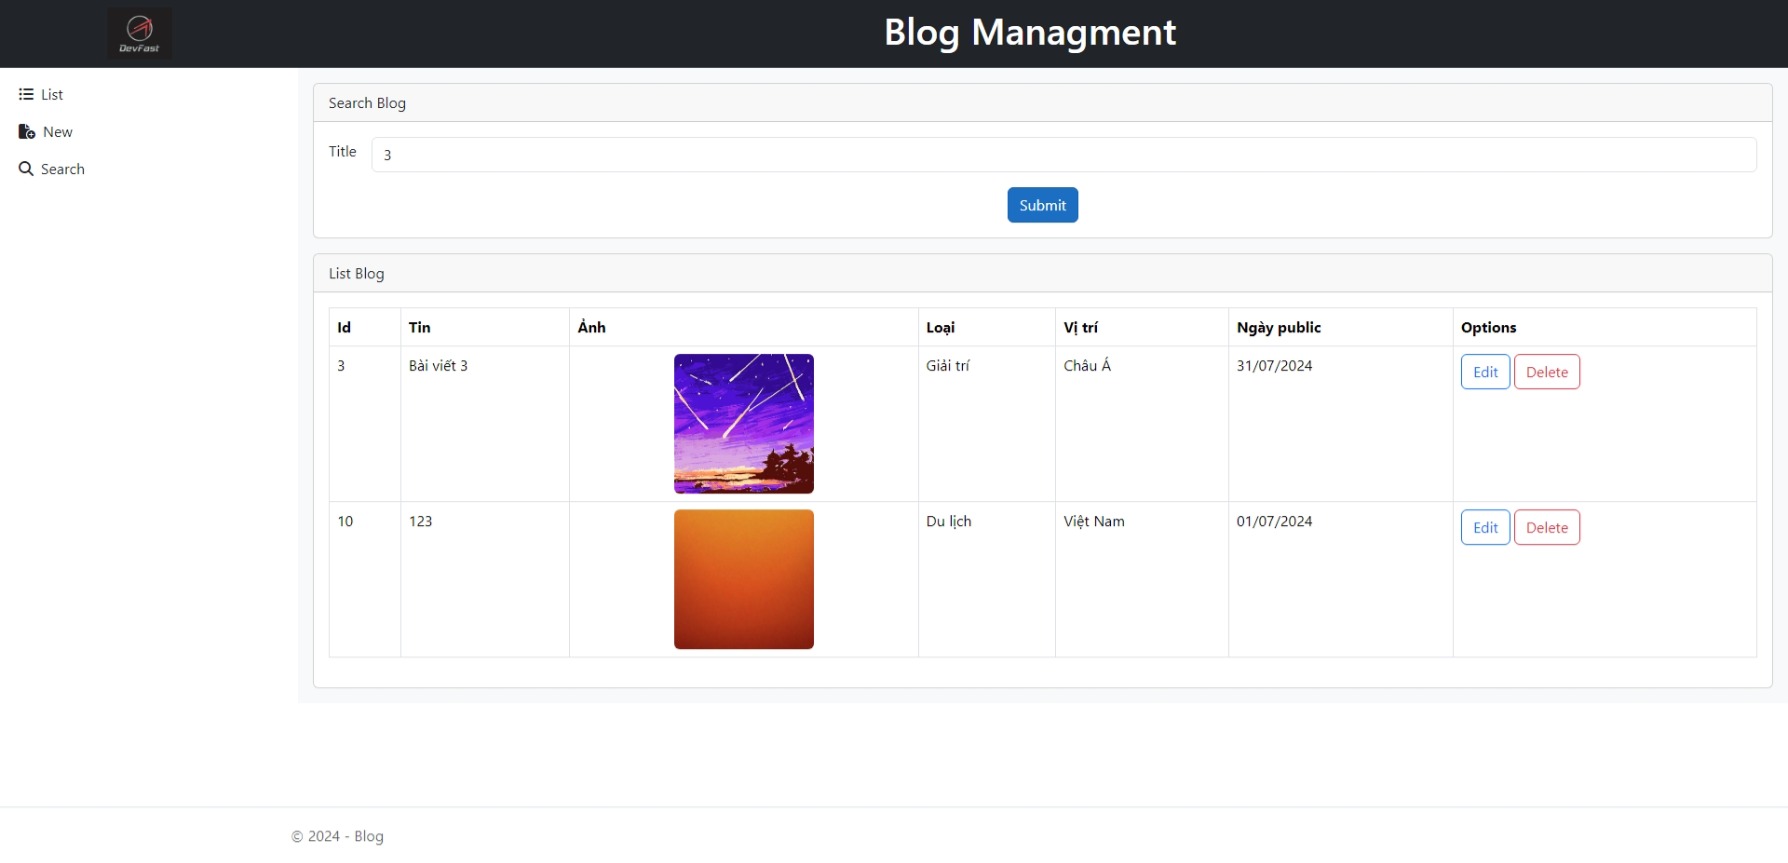 DevFast
Blog Managment
List
New
Search
Search Blog
Title 3
Submit
List Blog
Id Tin Ảnh Loại Vị trí Ngày public Options
3 Bài viết 3 Giải trí Châu Á 31/07/2024 Edit Delete
10 123 Du lịch Việt Nam 01/07/2024 Edit Delete
© 2024 - Blog